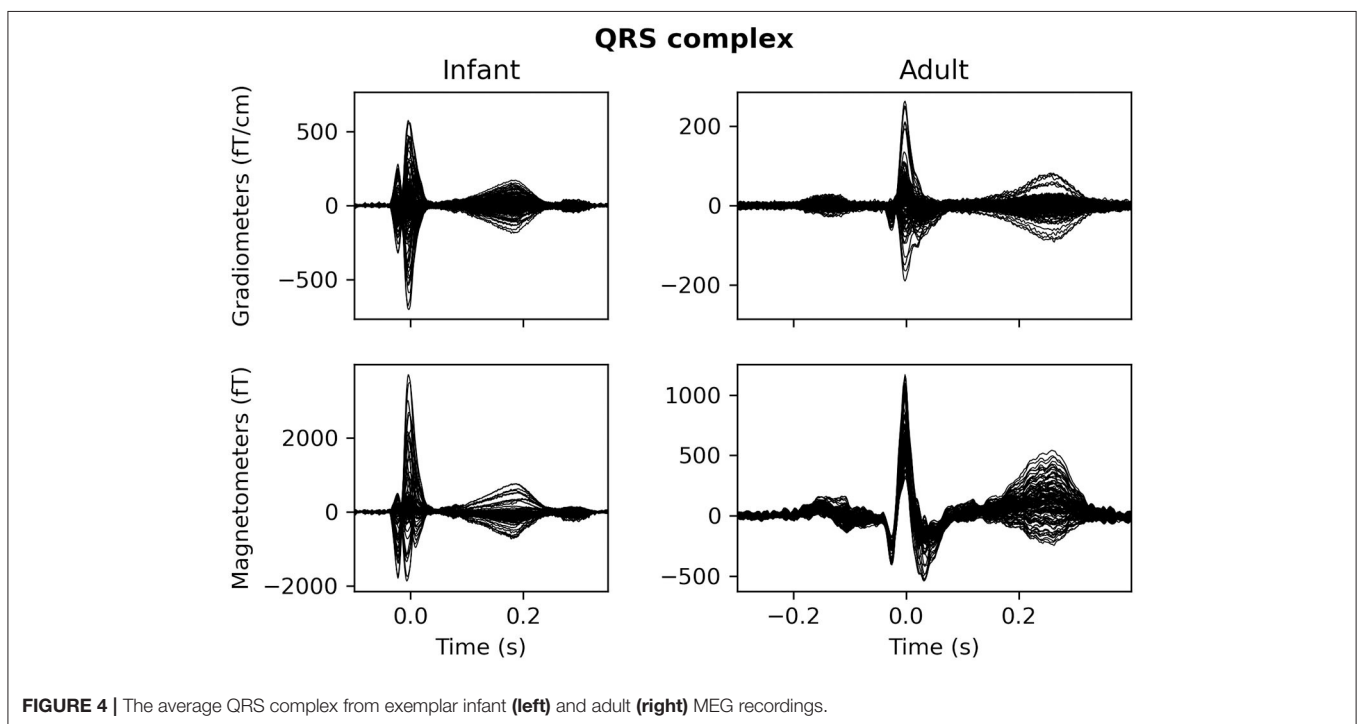 QRS complex
Infant
Adult
Gradiometers (fT/cm)
500
0
−500
200
0
−200
Magnetometers (fT)
2000
0
−2000
1000
500
0
−500
0.0
0.2
−0.2
0.0
0.2
Time (s)
Time (s)
FIGURE 4 | The average QRS complex from exemplar infant (left) and adult (right) MEG recordings.